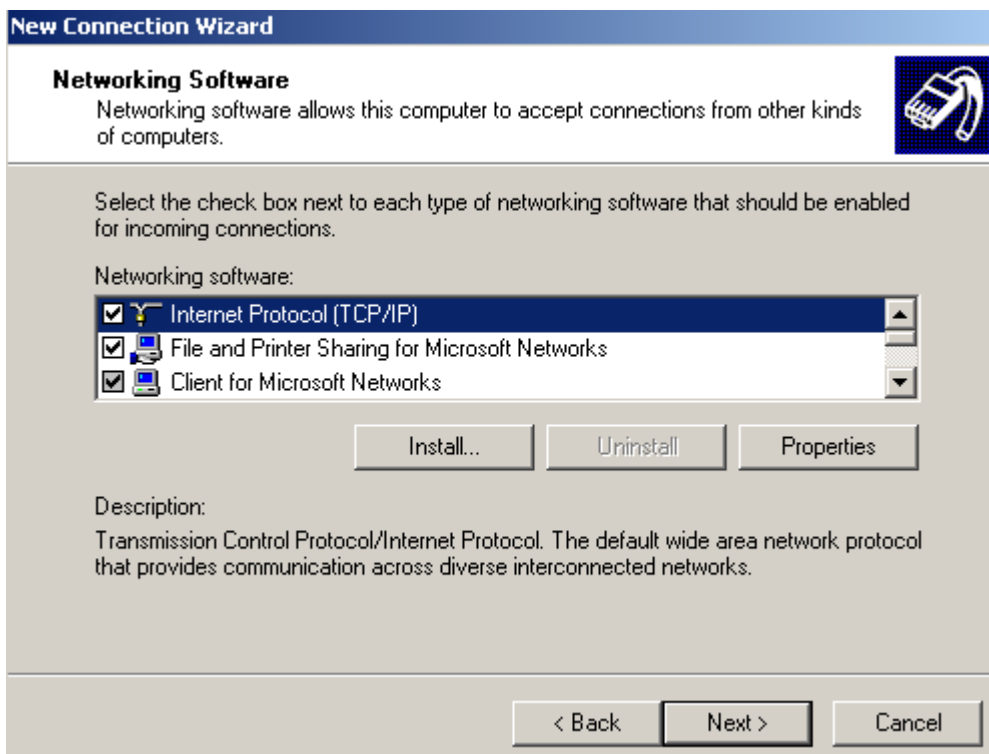 New Connection Wizard
Networking Software
Networking software allows this computer to accept connections from other kinds
of computers.
Select the check box next to each type of networking software that should be enabled
for incoming connections.
Networking software:
Internet Protocol (TCP/IP)
File and Printer Sharing for Microsoft Networks
Client for Microsoft Networks
Install...
Uninstall
Properties
Description:
Transmission Control Protocol/Internet Protocol. The default wide area network protocol
that provides communication across diverse interconnected networks.
< Back
Next >
Cancel